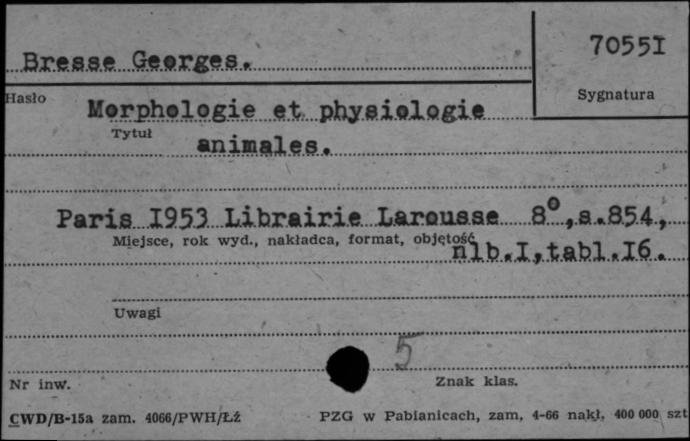 70551
Bresse Georges.
Hasło
Sygnatura
Morphologie et physiologie
Tytuł
animales.
Paris I953 Librairie Larousse 8°,s.854,
Miejsce, rok wyd., nakładca, format, objętość
nlb.I,tabl.I6.
Uwagi
5
Nr inw.
Znak klas.
CWD/B-15a zam. 4066/PWH/Łź
PZG w Pabianicach, zam, 4-66 nakł. 400 000 szt